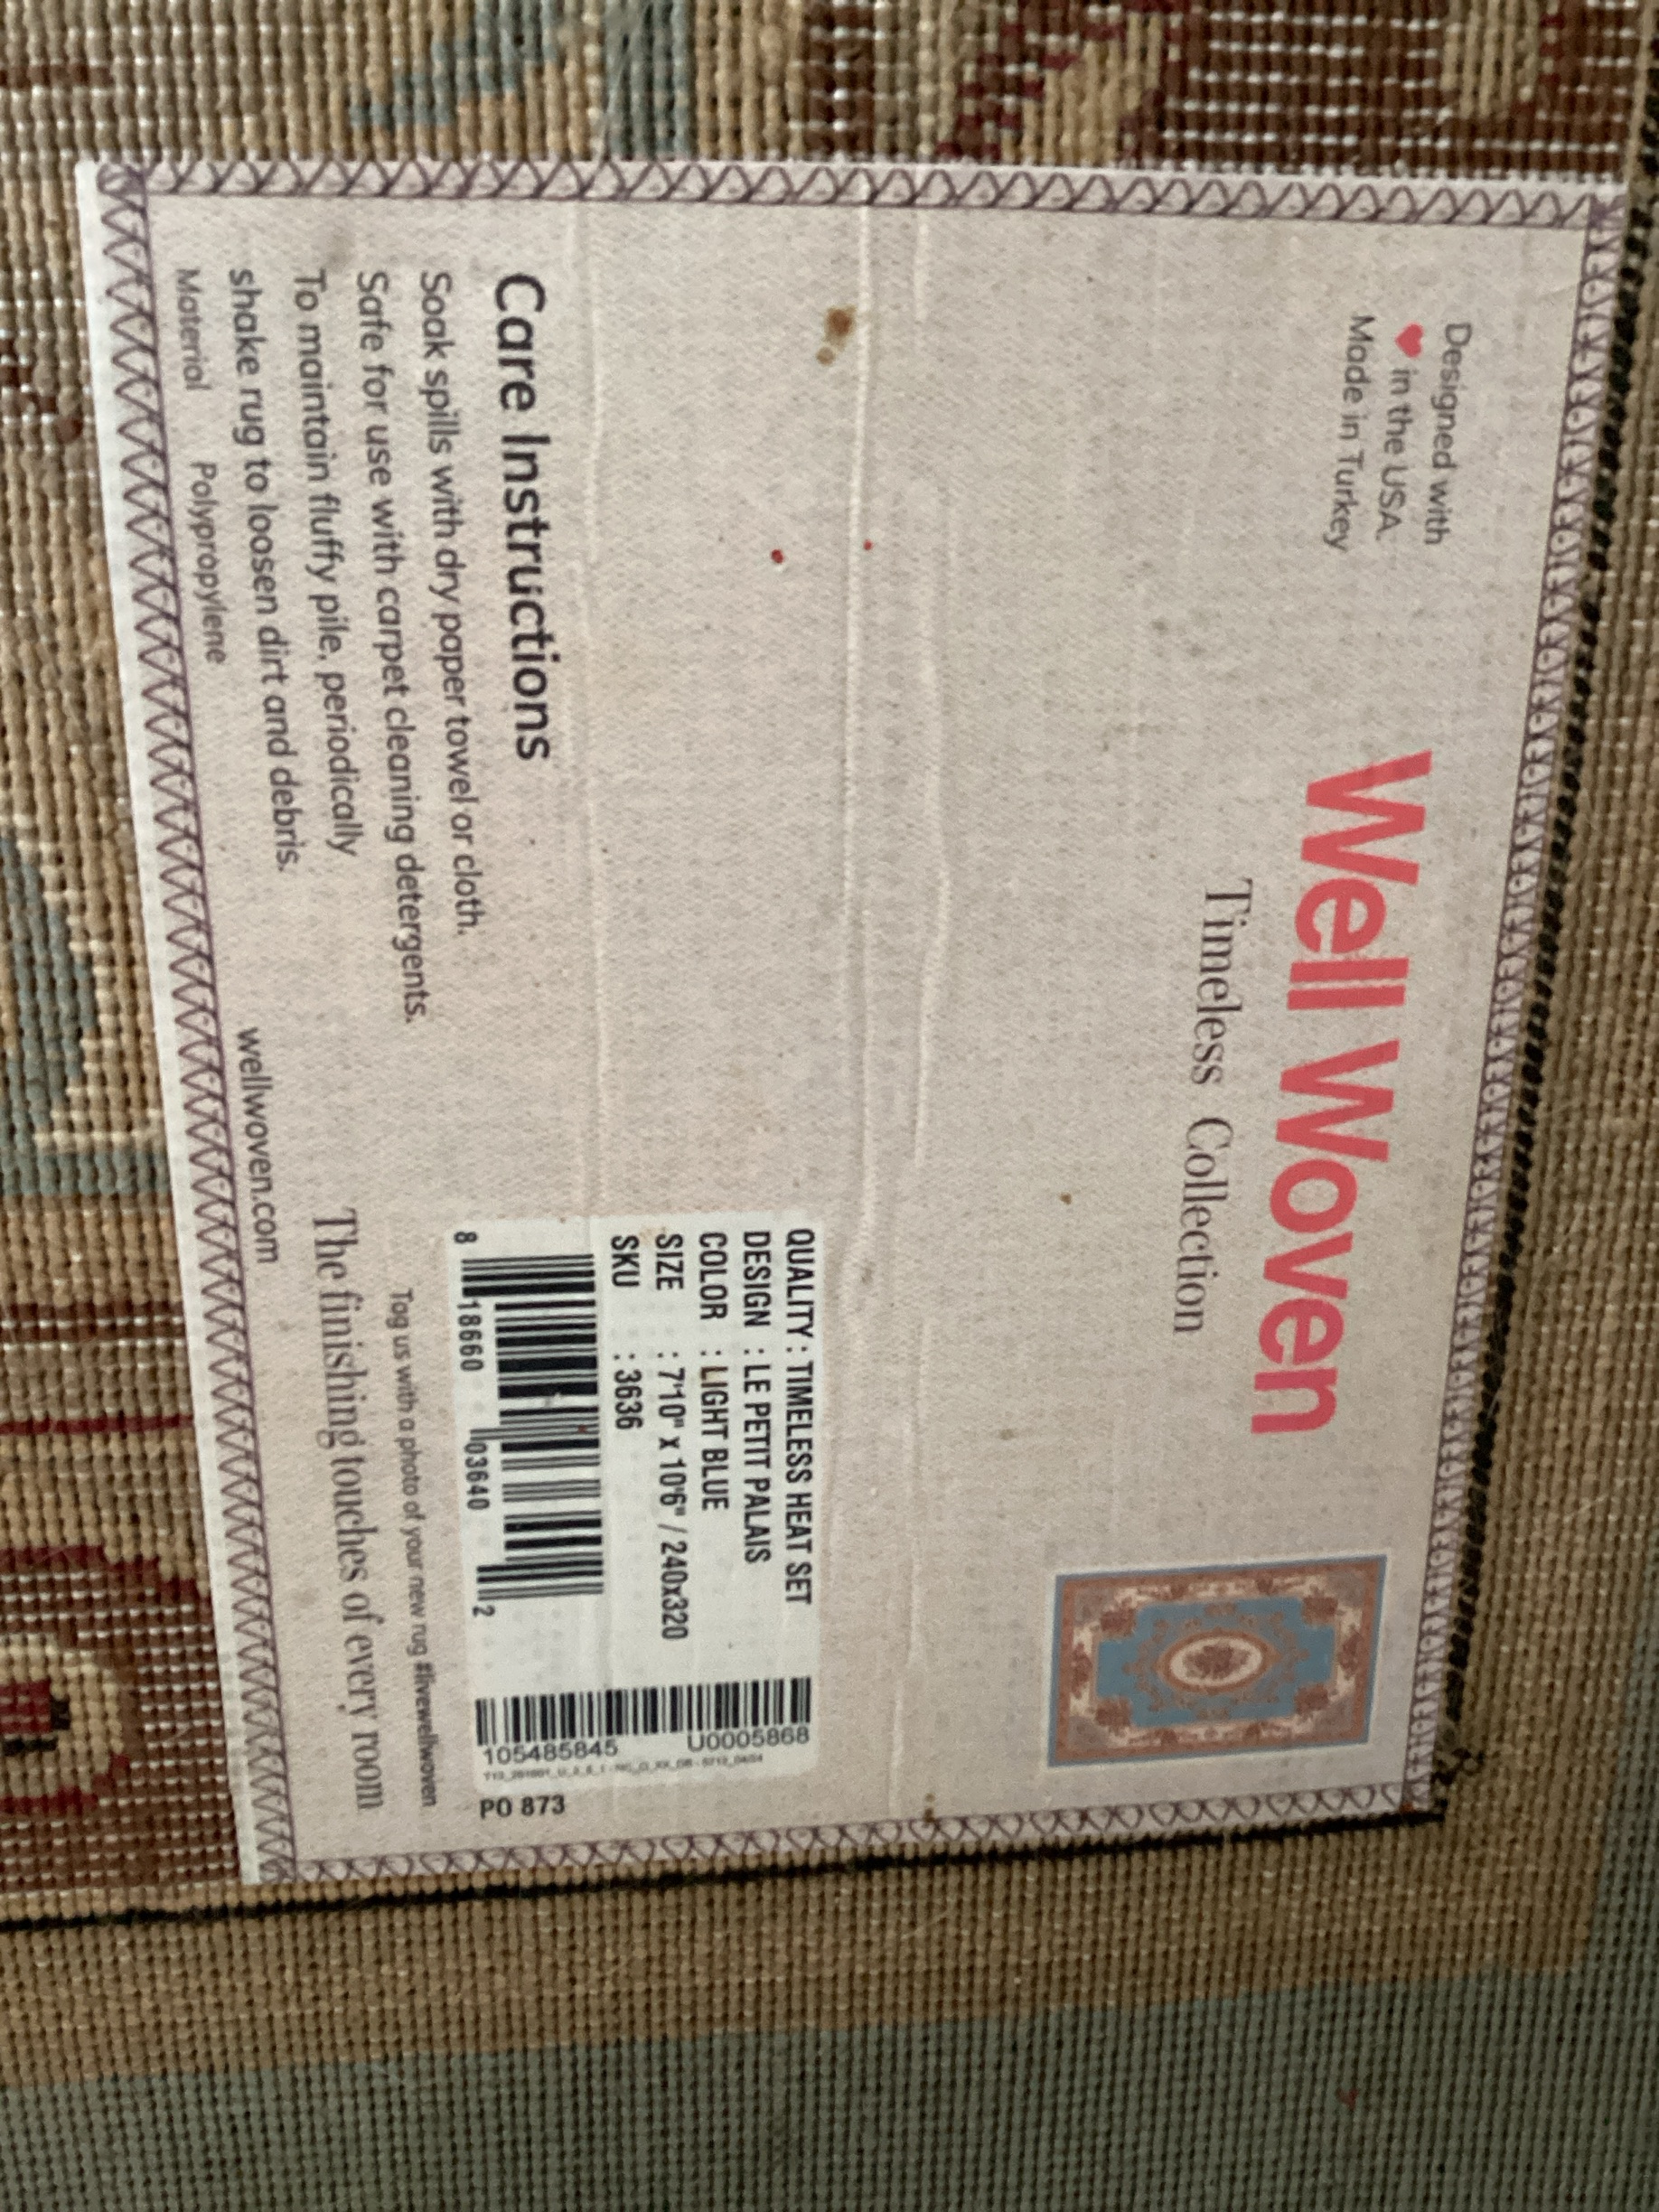 Designed with
♥ in the USA.
Made in Turkey
Well Woven
Timeless Collection
QUALITY : TIMELESS HEAT SET
DESIGN : LE PETIT PALAIS
COLOR : LIGHT BLUE
SIZE : 7'10" x 10'6" / 240x320
SKU : 3636
8 18660 03640 2
U0005868
105485845
PO 873
Care Instructions
Soak spills with dry paper towel or cloth.
Safe for use with carpet cleaning detergents.
To maintain fluffy pile, periodically
shake rug to loosen dirt and debris.
Material Polypropylene
Tag us with a photo of your new rug #livewellwoven
The finishing touches of every room
wellwoven.com